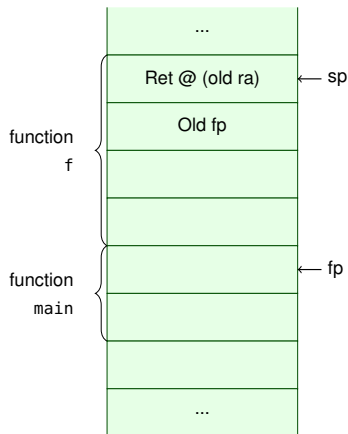 ...
Ret @ (old ra)
sp
Old fp
function
f
fp
function
main
...